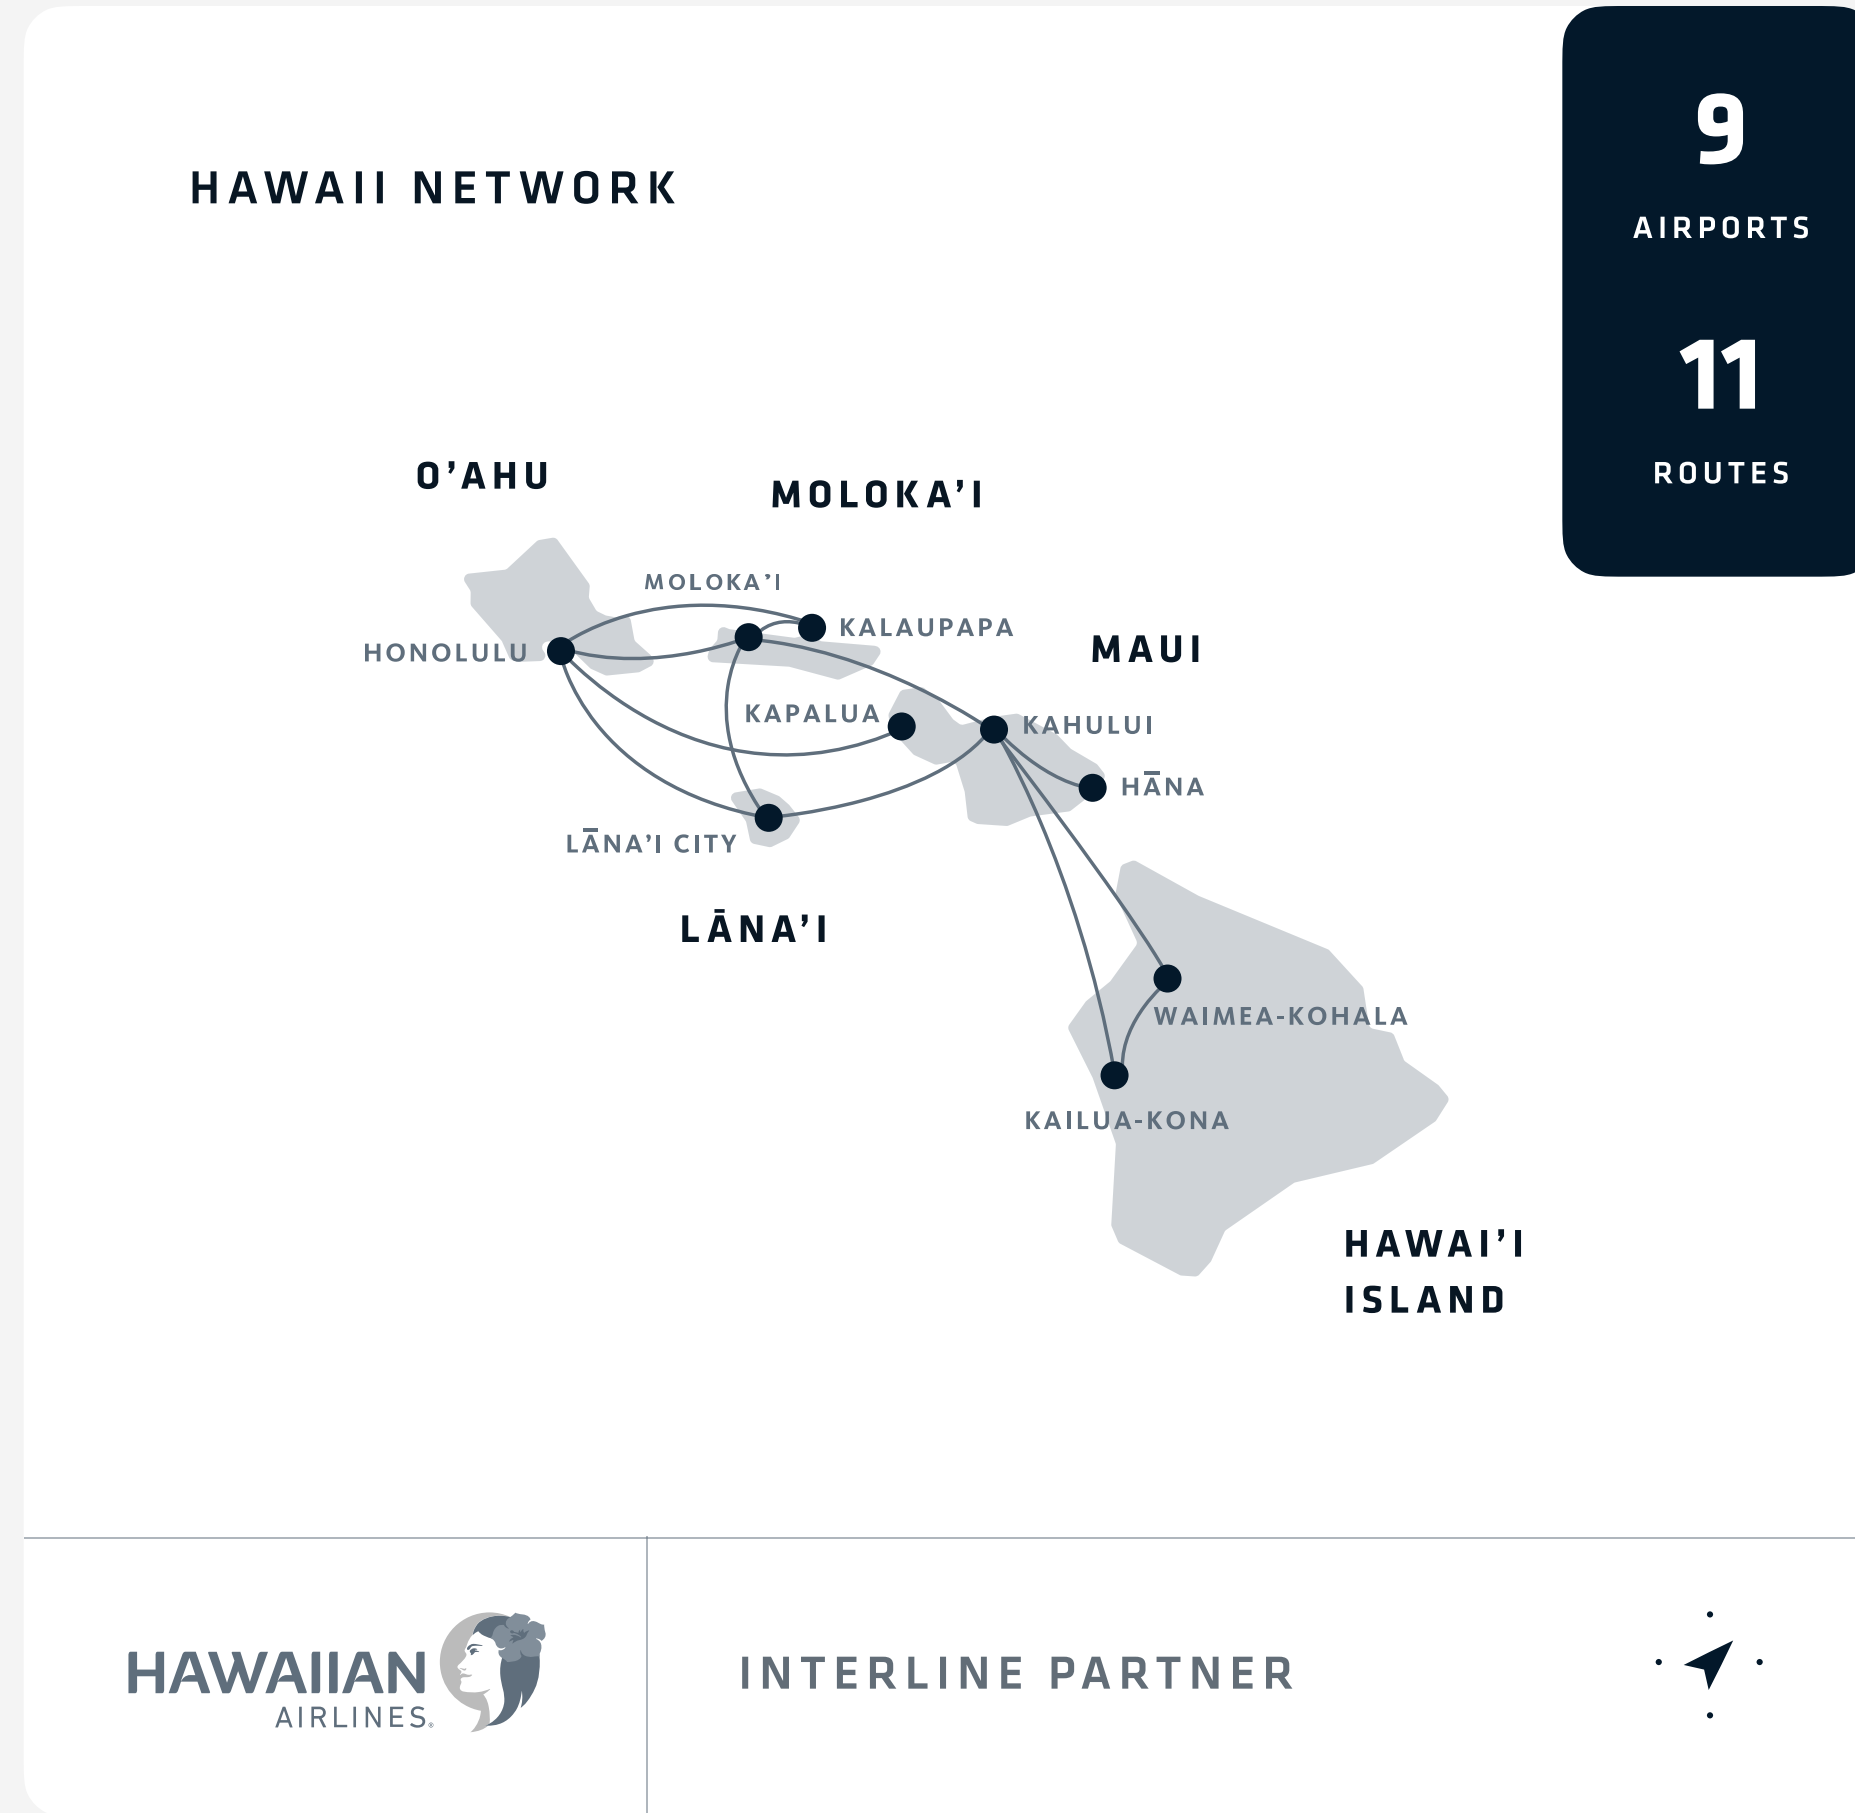 9
AIRPORTS
HAWAII NETWORK
11
ROUTES
O’AHU
MOLOKA’I
MOLOKA’I
KALAUPAPA
HONOLULU
MAUI
KAPALUA
KAHULUI
HĀNA
LĀNA’I CITY
LĀNA’I
WAIMEA-KOHALA
KAILUA-KONA
HAWAI’I
ISLAND
HAWAIIAN
AIRLINES®
INTERLINE PARTNER